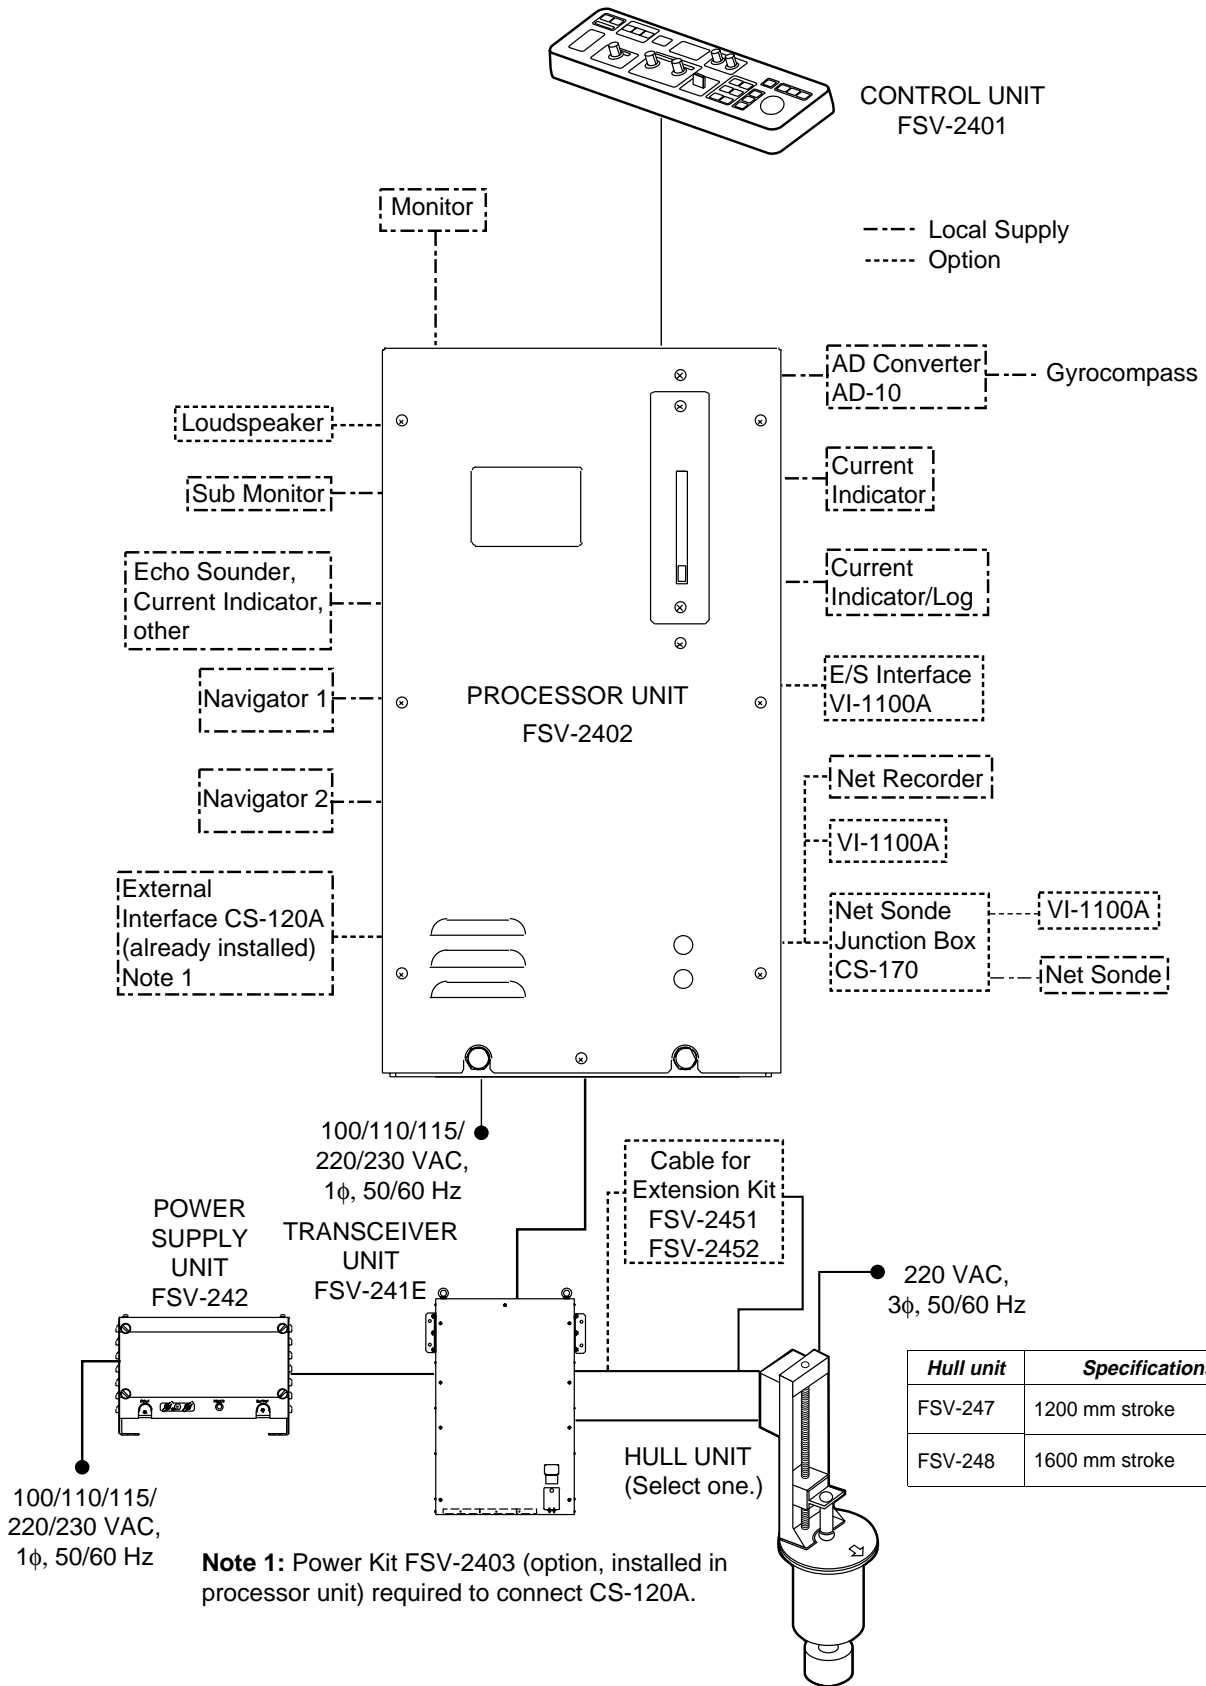 CONTROL UNIT
FSV-2401
Monitor
Local Supply
Option
AD Converter
AD-10
Gyrocompass
Loudspeaker
Current
Indicator
Sub Monitor
Echo Sounder,
Current Indicator,
other
Current
Indicator/Log
E/S Interface
VI-1100A
Navigator 1
PROCESSOR UNIT
FSV-2402
Net Recorder
Navigator 2
VI-1100A
External
Interface CS-120A
(already installed)
Note 1
Net Sonde
Junction Box
CS-170
VI-1100A
Net Sonde
100/110/115/
220/230 VAC,
1ϕ, 50/60 Hz
Cable for
Extension Kit
FSV-2451
FSV-2452
POWER
SUPPLY
UNIT
FSV-242
TRANSCEIVER
UNIT
FSV-241E
220 VAC,
3ϕ, 50/60 Hz
Hull unit Specification
FSV-247 1200 mm stroke
FSV-248 1600 mm stroke
HULL UNIT
(Select one.)
100/110/115/
220/230 VAC,
1ϕ, 50/60 Hz
Note 1: Power Kit FSV-2403 (option, installed in
processor unit) required to connect CS-120A.